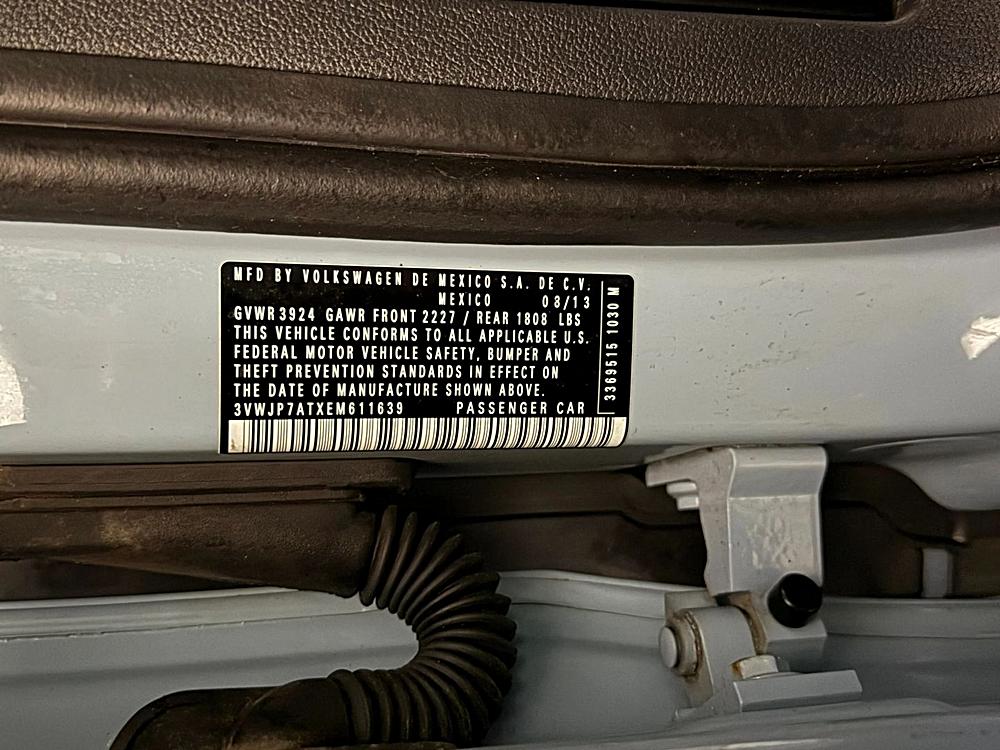 MFD BY VOLKSWAGEN DE MEXICO S.A. DE C.V.
MEXICO 08/13
GVWR 3924 GAWR FRONT 2227 / REAR 1808 LBS
THIS VEHICLE CONFORMS TO ALL APPLICABLE U.S.
FEDERAL MOTOR VEHICLE SAFETY, BUMPER AND
THEFT PREVENTION STANDARDS IN EFFECT ON
THE DATE OF MANUFACTURE SHOWN ABOVE.
3VWJP7ATXEM611639 PASSENGER CAR
3369515 1030 M